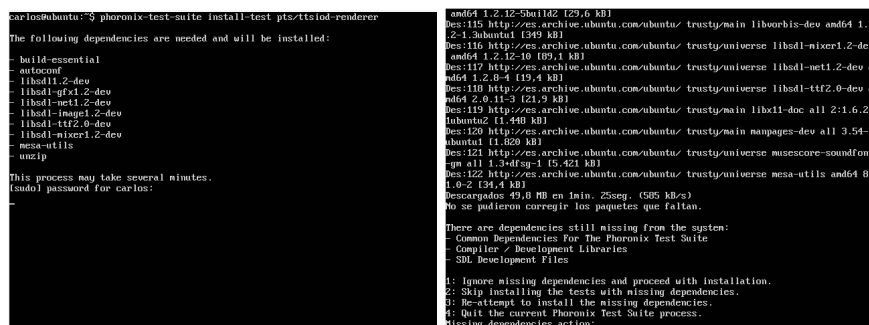 carlos@ubuntu:~$ phoronix-test-suite install-test pts/ttsiod-renderer
The following dependencies are needed and will be installed:
- build-essential
- autoconf
- libsdl1.2-dev
- libsdl-gfx1.2-dev
- libsdl-net1.2-dev
- libsdl-image1.2-dev
- libsdl-ttf2.0-dev
- libsdl-mixer1.2-dev
- mesa-utils
- unzip
This process may take several minutes.
[sudo] password for carlos:
amd64 1.2.12-5build2 [29,6 kB]
Des:115 http://es.archive.ubuntu.com/ubuntu/ trusty/main libvorbis-dev amd64 1.
.2-1.3ubuntu1 [349 kB]
Des:116 http://es.archive.ubuntu.com/ubuntu/ trusty/universe libsdl-mixer1.2-de
amd64 1.2.12-10 [89,1 kB]
Des:117 http://es.archive.ubuntu.com/ubuntu/ trusty/universe libsdl-net1.2-dev
md64 1.2.8-4 [19,4 kB]
Des:118 http://es.archive.ubuntu.com/ubuntu/ trusty/universe libsdl-ttf2.0-dev
md64 2.0.11-3 [21,9 kB]
Des:119 http://es.archive.ubuntu.com/ubuntu/ trusty/main libx11-doc all 2:1.6.2
1ubuntu2 [1.448 kB]
Des:120 http://es.archive.ubuntu.com/ubuntu/ trusty/main manpages-dev all 3.54-
ubuntu1 [1.820 kB]
Des:121 http://es.archive.ubuntu.com/ubuntu/ trusty/universe musescore-soundfon
-gm all 1.3+dfsg-1 [5.421 kB]
Des:122 http://es.archive.ubuntu.com/ubuntu/ trusty/universe mesa-utils amd64 8
1.0-2 [34,4 kB]
Descargados 49,8 MB en 1min. 25seg. (585 kB/s)
No se pudieron corregir los paquetes que faltan.
There are dependencies still missing from the system:
- Common Dependencies For The Phoronix Test Suite
- Compiler / Development Libraries
- SDL Development Files
1: Ignore missing dependencies and proceed with installation.
2: Skip installing the tests with missing dependencies.
3: Re-attempt to install the missing dependencies.
4: Quit the current Phoronix Test Suite process.
Missing dependencies action: